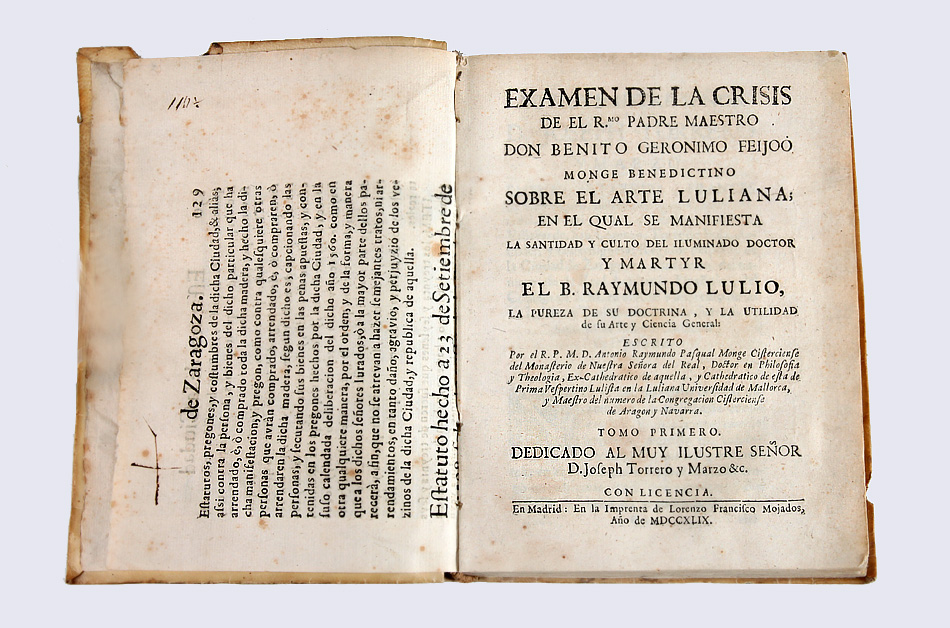 1107
de Zaragoza. 129
Eſtatutos, pregones, y coſtumbres de la dicha Ciudad, & aliàs,
aſsi contra la perſona, y bienes del dicho particular que ha
arrendado, è, ò comprado toda la dicha madera, y hecho la di-
cha manifeſtacion, y pregon, como contra qualeſquiere otras
perſonas que avràn comprado, arrendado, è, ò compraren, ò
arrendaren la dicha madera, ſegun dicho es, capcionando las
perſonas, y ſecutando ſus bienes en las penas apueſtas, y con-
tenidas en los pregones hechos por la dicha Ciudad, y en la
ſuſo calendada deliberacion del dicho año 1560. como en
otra qualquiere manera, por el orden, y de la forma, y manera
que a los dichos ſeñores Iurados, ò a la mayor parte dellos pa-
recerá, a fin, que no ſe atrevan a hazer ſemejantes tratos, ni ar-
rendamientos, en tanto daño, agravio, y perjuyzio de los ve-
zinos de la dicha Ciudad, y republica de aquella.
Eſtatuto hecho a 23 de Setiembre de
EXAMEN DE LA CRISIS
DE EL R.MO PADRE MAESTRO
DON BENITO GERONIMO FEIJOÓ,
MONGE BENEDICTINO
SOBRE EL ARTE LULIANA;
EN EL QUAL SE MANIFIESTA
LA SANTIDAD Y CULTO DEL ILUMINADO DOCTOR
Y MARTYR
EL B. RAYMUNDO LULIO,
LA PUREZA DE SU DOCTRINA, Y LA UTILIDAD
de ſu Arte y Ciencia General:
ESCRITO
Por el R. P. M. D. Antonio Raymundo Paſqual Monge Ciſtercienſe
del Monaſterio de Nueſtra Señora del Real, Doctor en Philoſofia
y Theologia, Ex-Cathedratico de aquella, y Cathedratico de eſta de
Prima Veſpertino Luliſta en la Luliana Univerſidad de Mallorca,
y Maeſtro del numero de la Congregacion Ciſtercienſe
de Aragon y Navarra.
TOMO PRIMERO.
DEDICADO AL MUY ILUSTRE SEÑOR
D. Joſeph Torrero y Marzo &c.
CON LICENCIA.
En Madrid: En la Imprenta de Lorenzo Franciſco Mojados,
Año de MDCCXLIX.